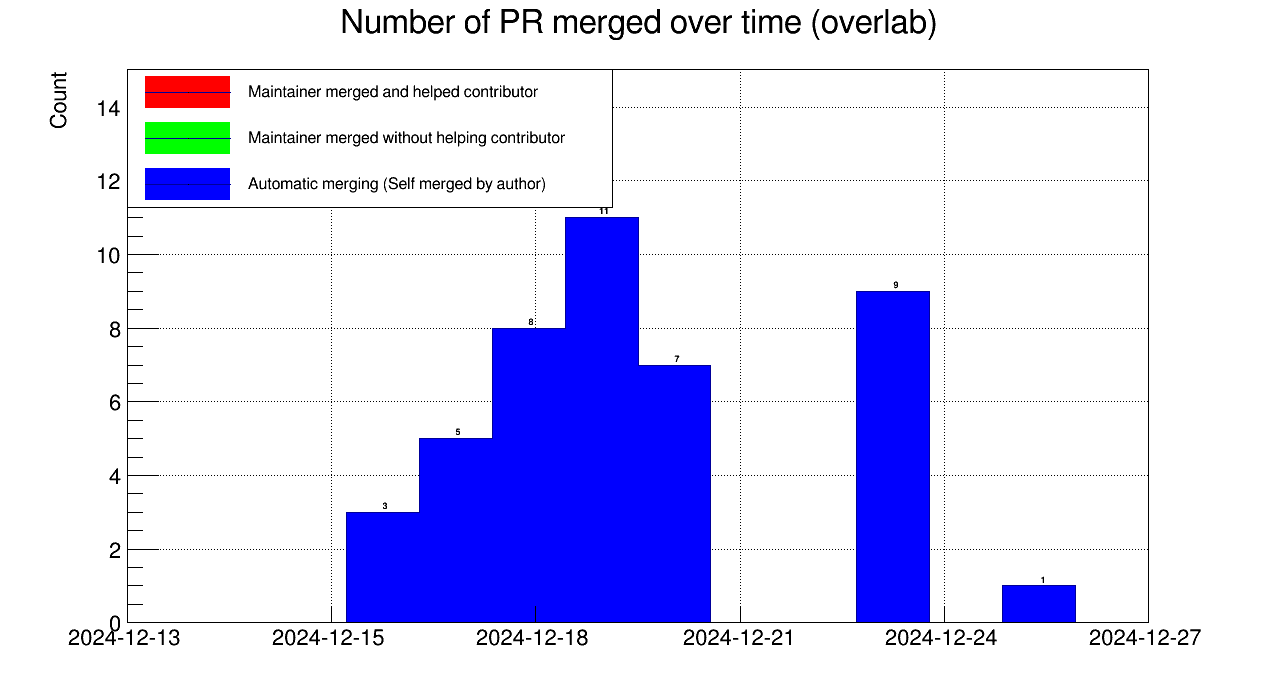 Number of PR merged over time (overlab)
Count
Maintainer merged and helped contributor
Maintainer merged without helping contributor
Automatic merging (Self merged by author)
14
12
10
8
6
4
2
0
11
9
8
7
5
3
1
2024-12-13 2024-12-15 2024-12-18 2024-12-21 2024-12-24 2024-12-27